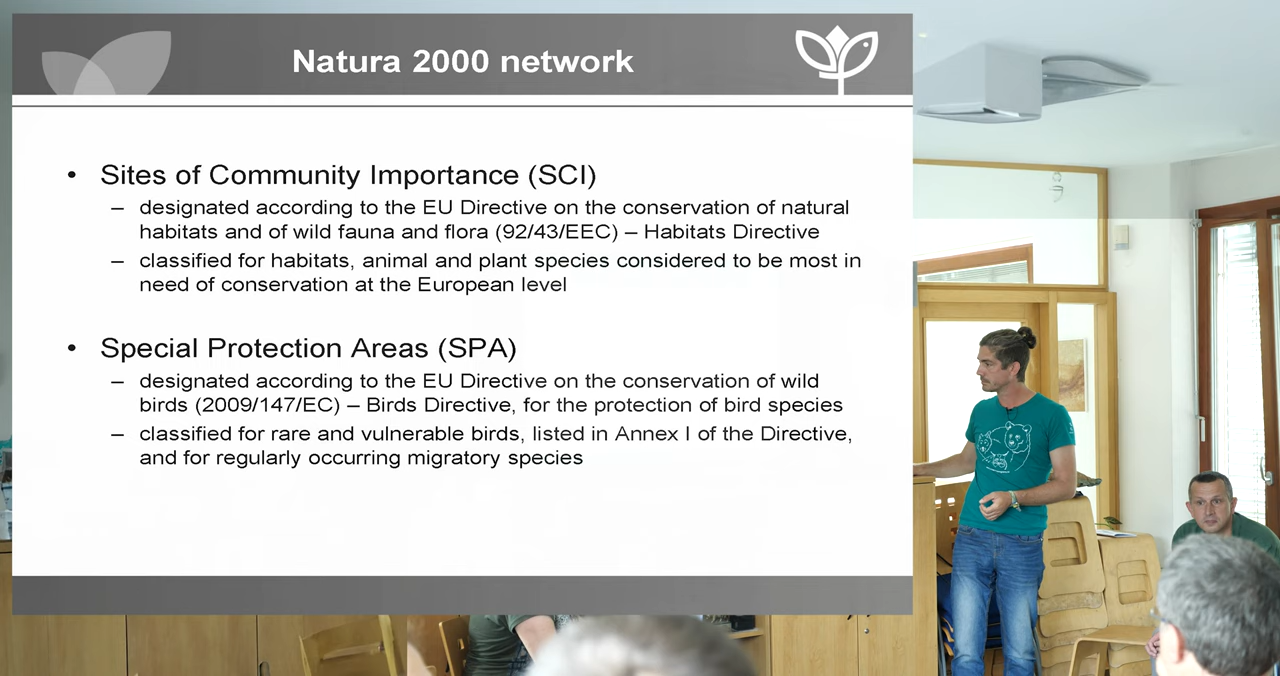 Natura 2000 network
• Sites of Community Importance (SCI)
– designated according to the EU Directive on the conservation of natural
habitats and of wild fauna and flora (92/43/EEC) – Habitats Directive
– classified for habitats, animal and plant species considered to be most in
need of conservation at the European level
• Special Protection Areas (SPA)
– designated according to the EU Directive on the conservation of wild
birds (2009/147/EC) – Birds Directive, for the protection of bird species
– classified for rare and vulnerable birds, listed in Annex I of the Directive,
and for regularly occurring migratory species